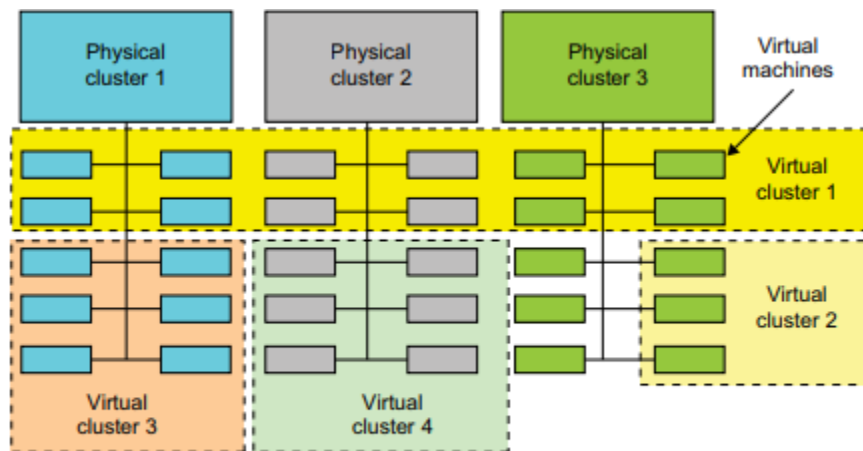 Physical
cluster 1
Physical
cluster 2
Physical
cluster 3
Virtual
machines
Virtual
cluster 1
Virtual
cluster 2
Virtual
cluster 3
Virtual
cluster 4